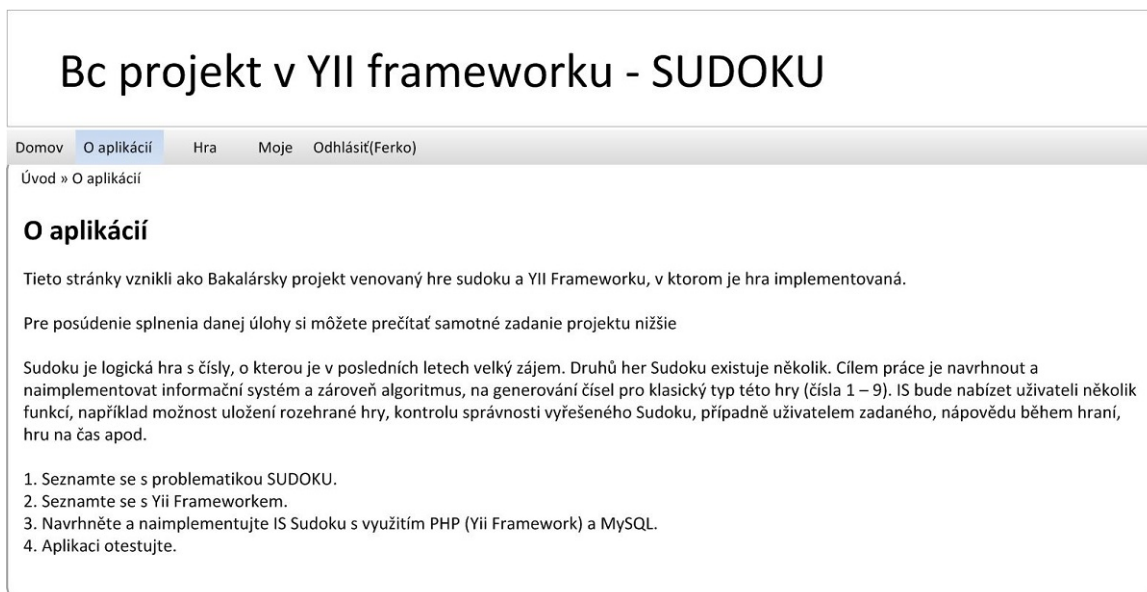 Bc projekt v YII frameworku - SUDOKU
Domov O aplikácií Hra Moje Odhlásiť(Ferko)
Úvod » O aplikácií
O aplikácií
Tieto stránky vznikli ako Bakalársky projekt venovaný hre sudoku a YII Frameworku, v ktorom je hra implementovaná.
Pre posúdenie splnenia danej úlohy si môžete prečítať samotné zadanie projektu nižšie
Sudoku je logická hra s čísly, o kterou je v posledních letech velký zájem. Druhů her Sudoku existuje několik. Cílem práce je navrhnout a
naimplementovat informační systém a zároveň algoritmus, na generování čísel pro klasický typ této hry (čísla 1 – 9). IS bude nabízet uživateli několik
funkcí, například možnost uložení rozehrané hry, kontrolu správnosti vyřešeného Sudoku, případně uživatelem zadaného, nápovědu během hraní,
hru na čas apod.
1. Seznamte se s problematikou SUDOKU.
2. Seznamte se s Yii Frameworkem.
3. Navrhněte a naimplementujte IS Sudoku s využitím PHP (Yii Framework) a MySQL.
4. Aplikaci otestujte.